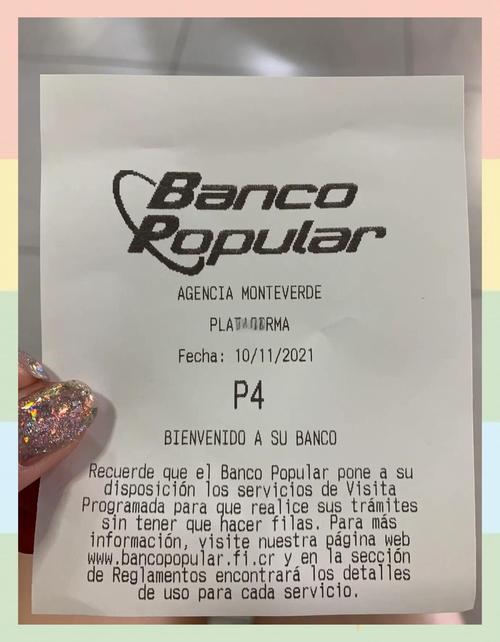 Banco
Popular
AGENCIA MONTEVERDE
Fecha: 10/11/2021
P4
BIENVENIDO A SU BANCO
Recuerde que el Banco Popular pone a su
disposición los servicios de Visita
Programada para que realice sus trámites
sin tener que hacer filas. Para más
información, visite nuestra página web
www.bancopopular.fi.cr y en la sección
de Reglamentos encontrará los detalles
de uso para cada servicio.